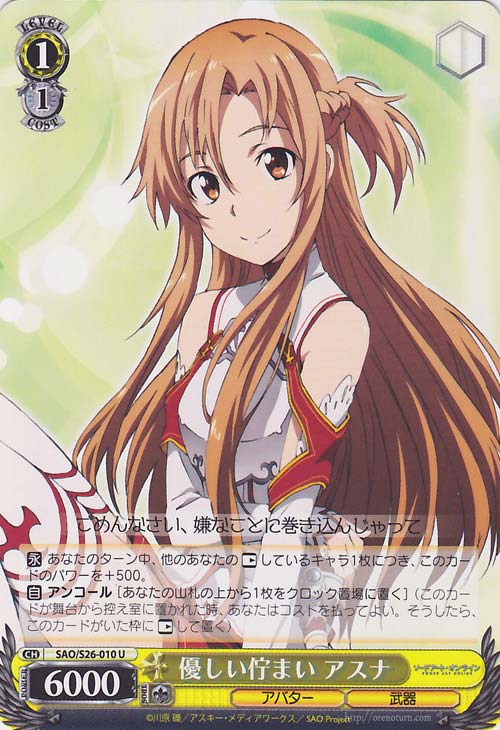 LEVEL
1
1
COST
ごめんなさい、嫌なことに巻き込んじゃって
永 あなたのターン中、他のあなたのしているキャラ1枚につき、このカードのパワーを+500。
自 アンコール [あなたの山札の上から1枚をクロック置場に置く] (このカードが舞台から控え室に置かれた時、あなたはコストを払ってよい。そうしたら、このカードがいた枠にして置く)
CH SAO/S26-010 U
優しい佇まい アスナ
POWER
6000
SOUL
アバター
武器
ソードアート・オンライン
SWORD ART ONLINE
©川原 礫/アスキー・メディアワークス/SAO Project
http://orenoturn.com